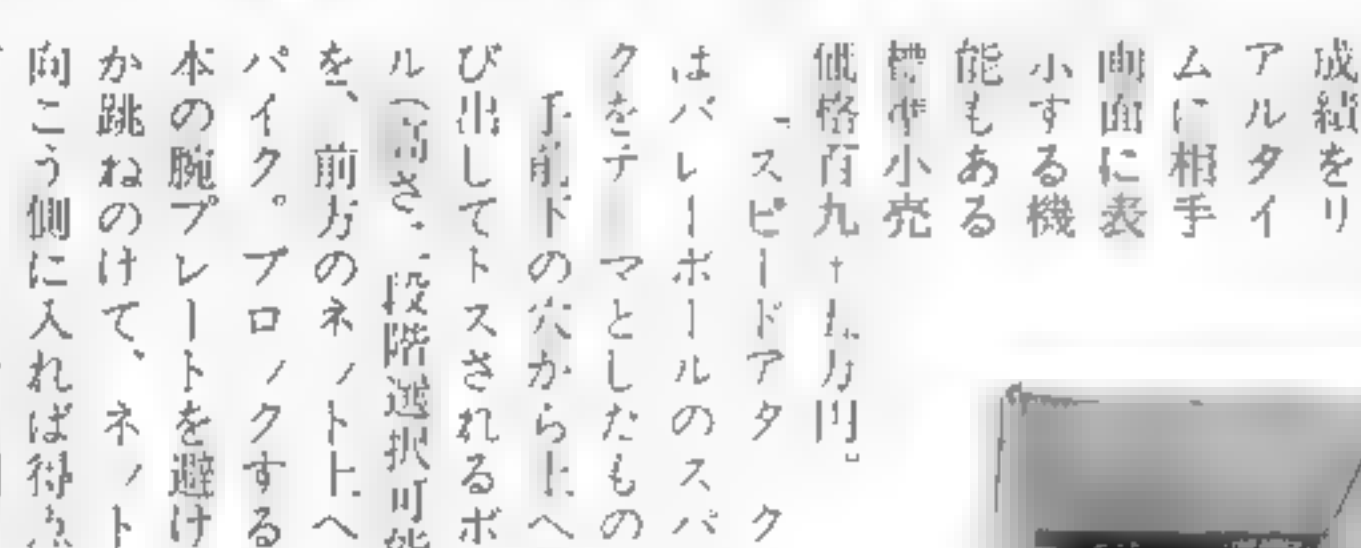 成績をリ
アルタイ
ムに相手
画面に表
示する機
能もある
標準小売
価格百九十九万円。
「スピードアタック
はバレーボールのスパ
クをテーマとしたもの
手前下の穴から上へ
び出してトスされるボ
ル（高さ、段階選択可能
を、前方のネット上へ
パイク。ブロックする
本の腕プレートを避け
か跳ねのけて、ネット
向こう側に入れば得点